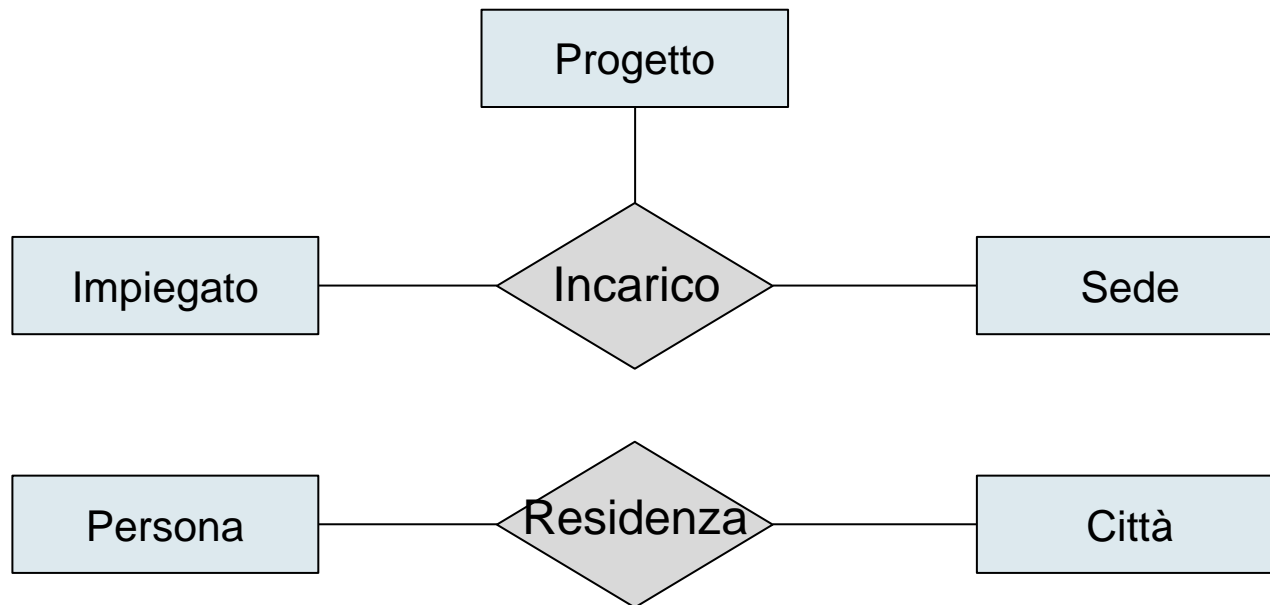 Progetto
Impiegato
Incarico
Sede
Persona
Residenza
Città